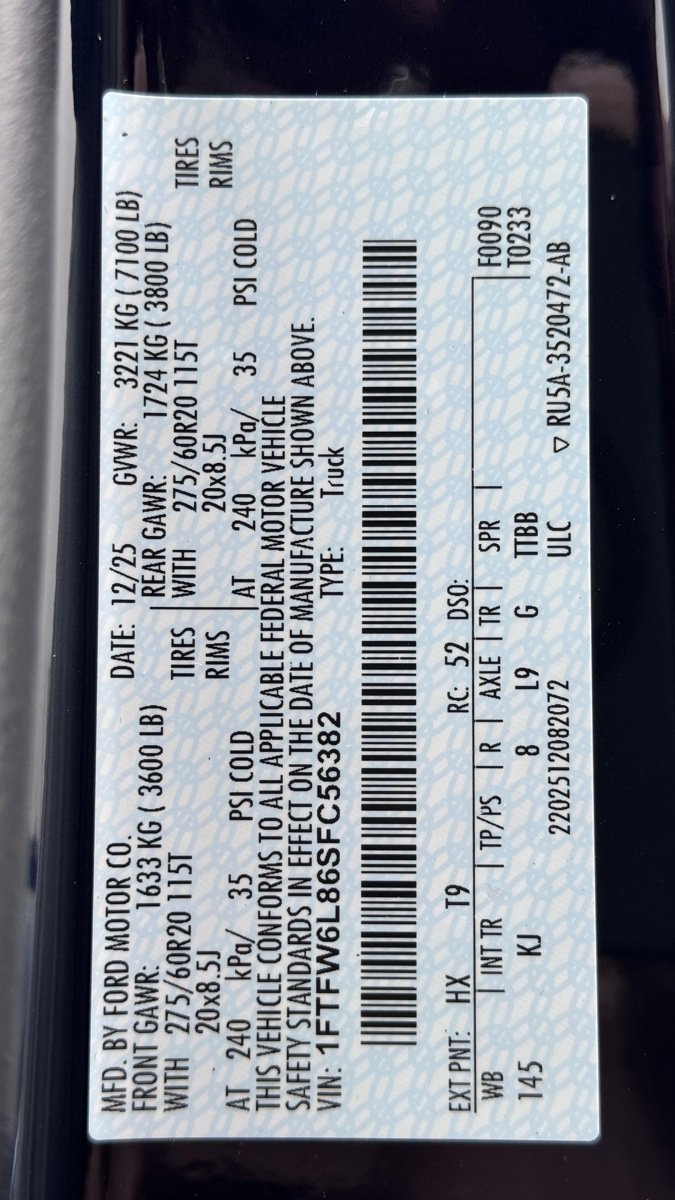 MFD. BY FORD MOTOR CO. DATE: 12/25 GVWR: 3221 KG ( 7100 LB)
FRONT GAWR: 1633 KG ( 3600 LB) REAR GAWR: 1724 KG ( 3800 LB)
WITH 275/60R20 115T TIRES WITH 275/60R20 115T TIRES
20x8.5J RIMS 20x8.5J RIMS
AT 240 kPa/ 35 PSI COLD AT 240 kPa/ 35 PSI COLD
THIS VEHICLE CONFORMS TO ALL APPLICABLE FEDERAL MOTOR VEHICLE
SAFETY STANDARDS IN EFFECT ON THE DATE OF MANUFACTURE SHOWN ABOVE.
VIN: 1FTFW6L86SFC56382 TYPE: Truck
EXT PNT: HX T9 RC: 52 DSO: F0090
WB | INT TR | TP/PS | R | AXLE | TR | SPR | T0233
145 KJ 8 L9 G TTBB
2202512082072 ULC ▽ RU5A-3520472-AB